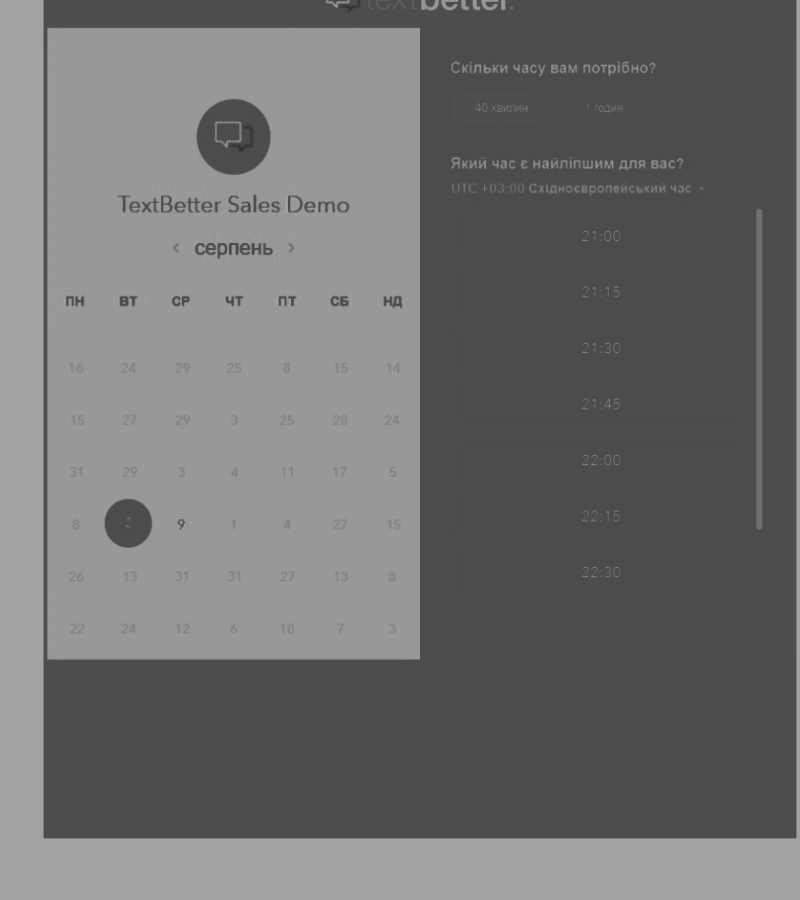 textbetter.
TextBetter Sales Demo
‹ серпень ›
ПН ВТ СР ЧТ ПТ СБ НД
16 24 29 25 8 15 14
15 27 29 3 25 28 24
31 29 3 4 11 17 5
8 2 9 1 4 27 15
26 13 31 31 27 13 8
22 24 12 6 18 7 3
Скільки часу вам потрібно?
40 хвилин 1 годин
Який час є найліпшим для вас?
UTC +03:00 Східноєвропейський час
21:00
21:15
21:30
21:45
22:00
22:15
22:30